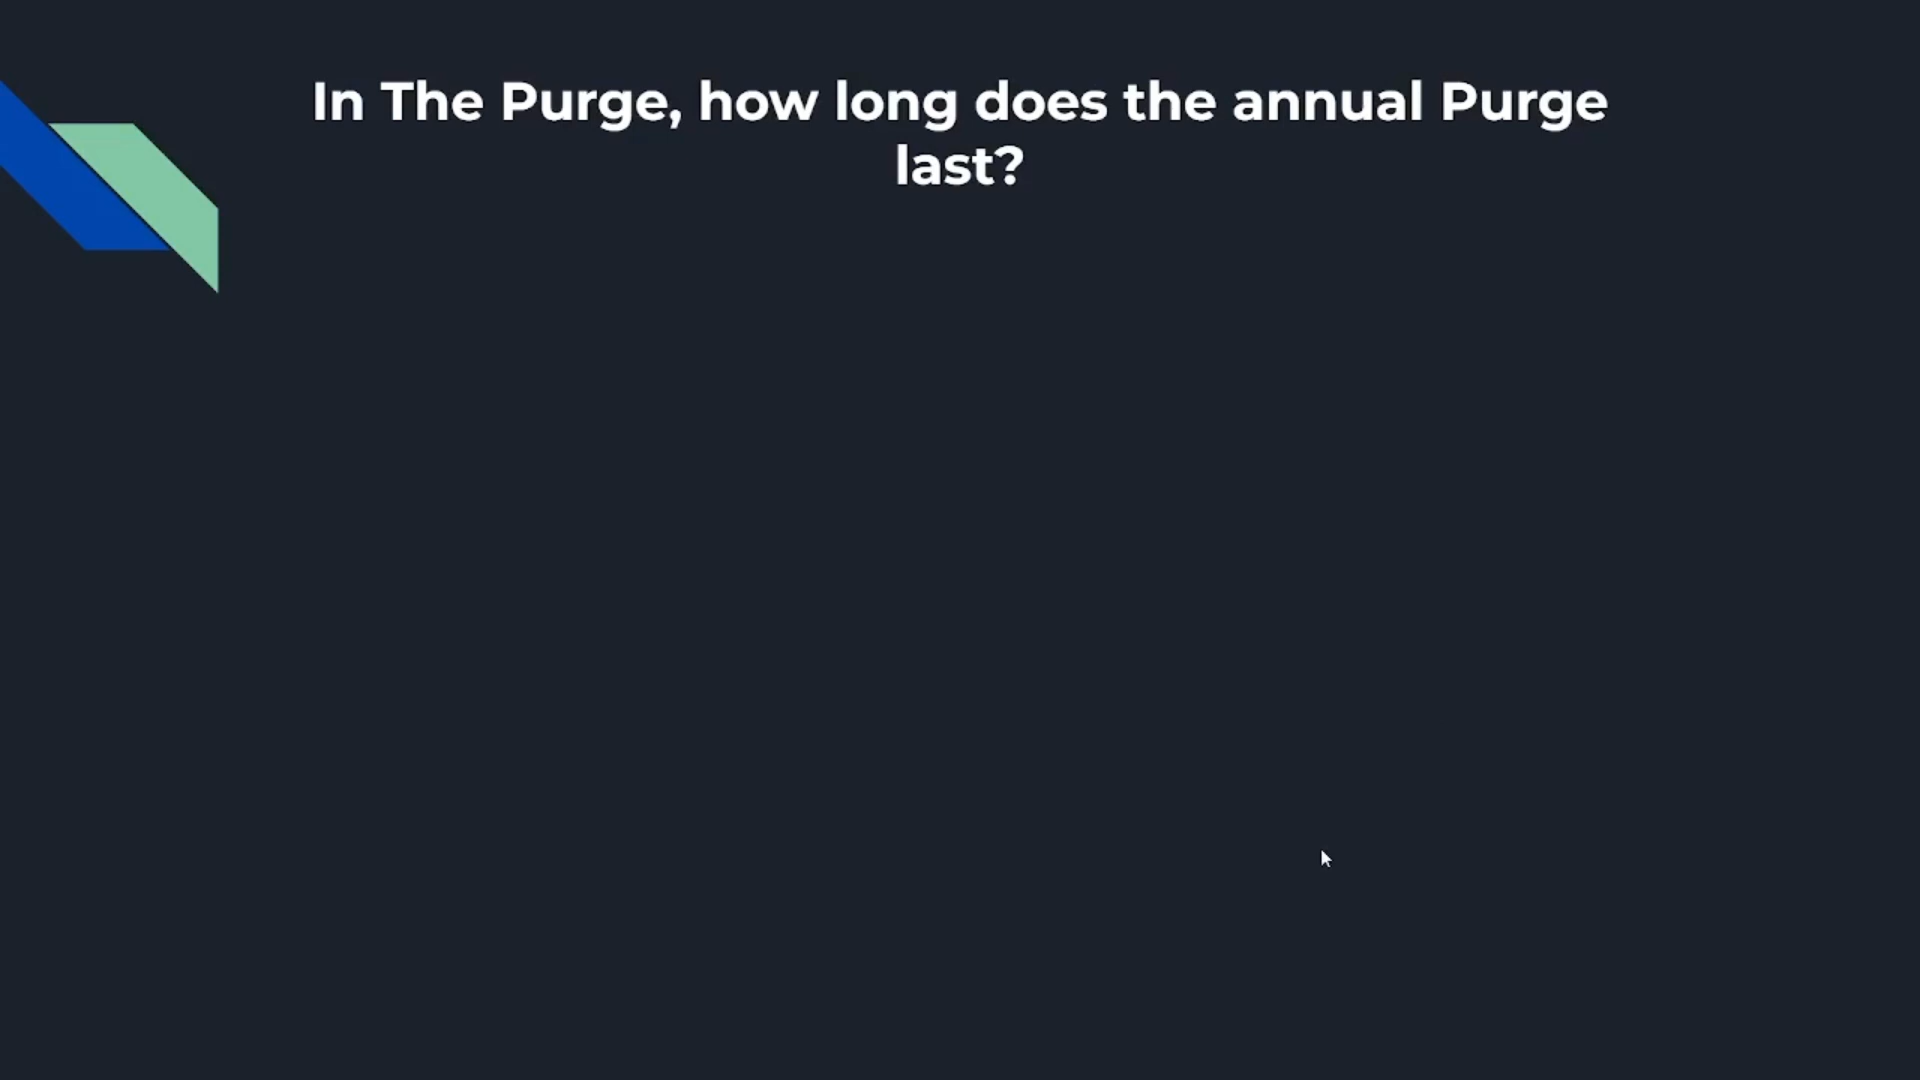 In The Purge, how long does the annual Purge
last?